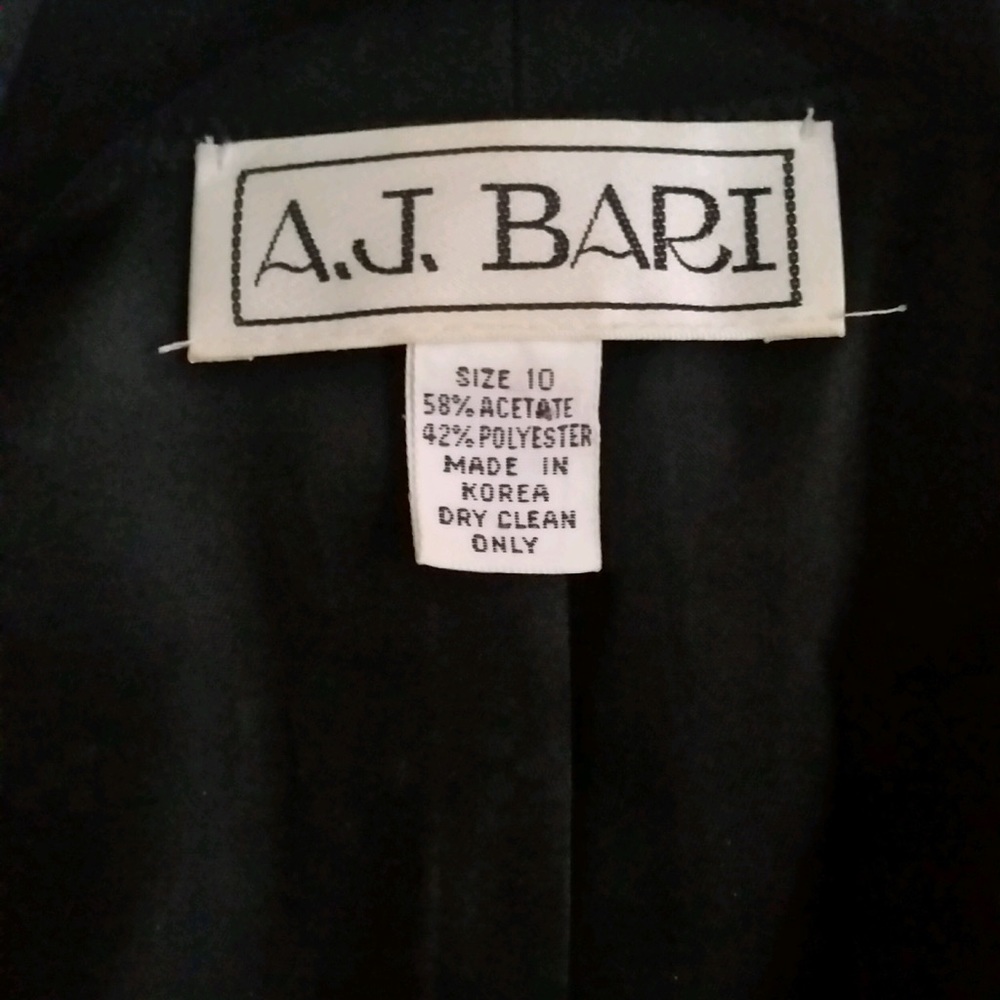 A.J. BARI
SIZE 10
58% ACETATE
42% POLYESTER
MADE IN
KOREA
DRY CLEAN
ONLY